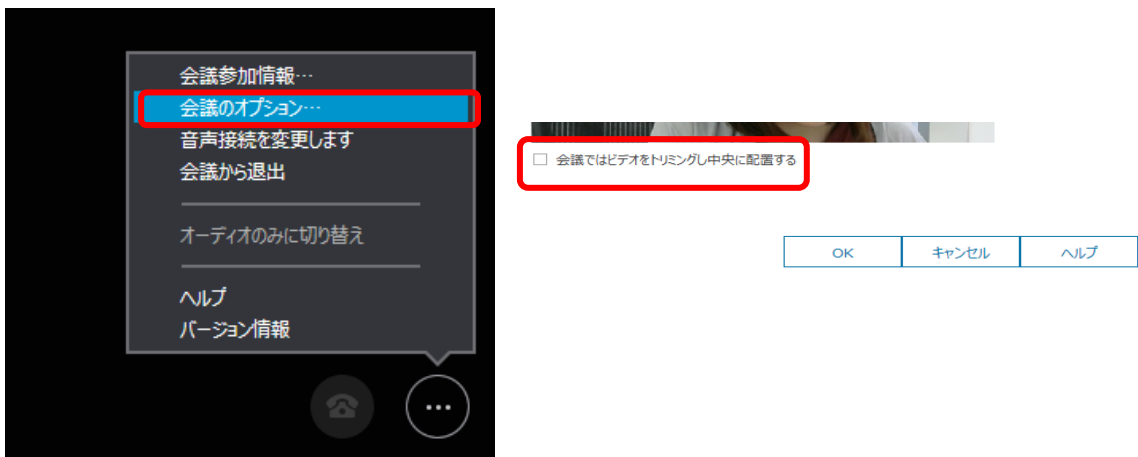 会議参加情報…
会議のオプション…
音声接続を変更します
会議から退出
オーディオのみに切り替え
ヘルプ
バージョン情報
会議ではビデオをトリミングし中央に配置する
OK キャンセル ヘルプ